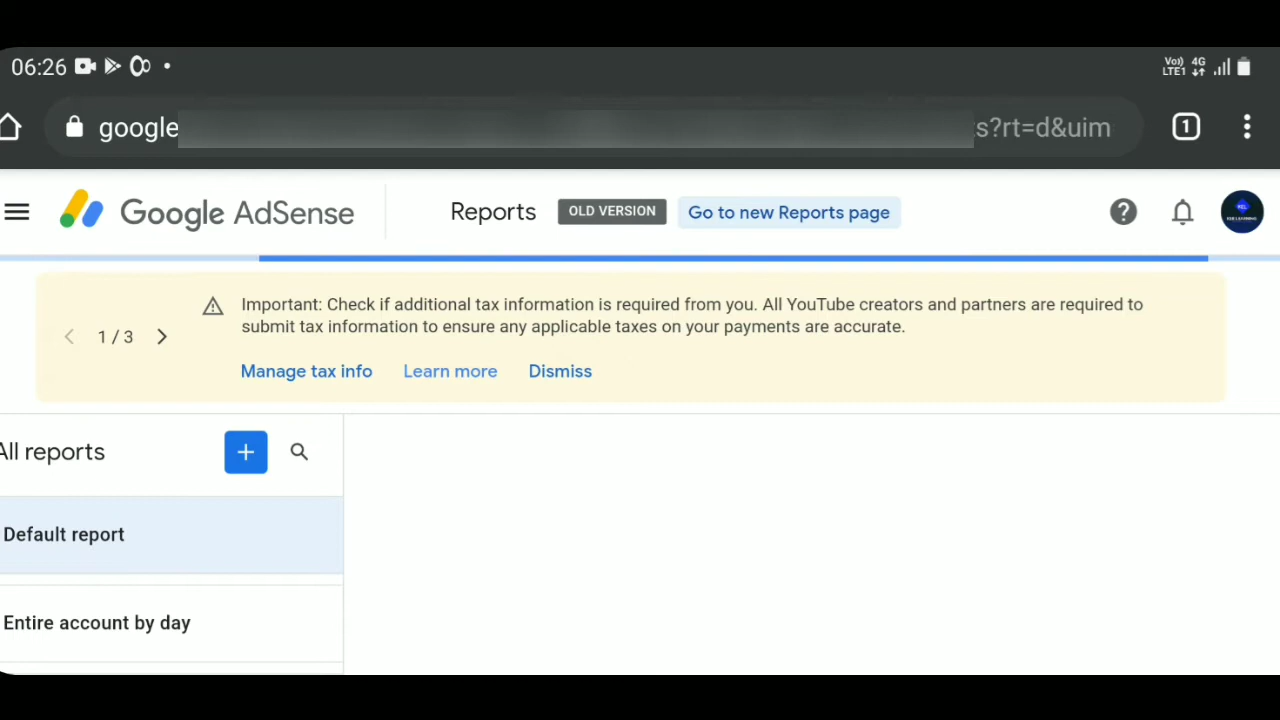 06:26
Vo)) 4G
LTE1
google
s?rt=d&uim
1
Google AdSense
Reports
OLD VERSION
Go to new Reports page
1 / 3
Important: Check if additional tax information is required from you. All YouTube creators and partners are required to
submit tax information to ensure any applicable taxes on your payments are accurate.
Manage tax info
Learn more
Dismiss
All reports
Default report
Entire account by day